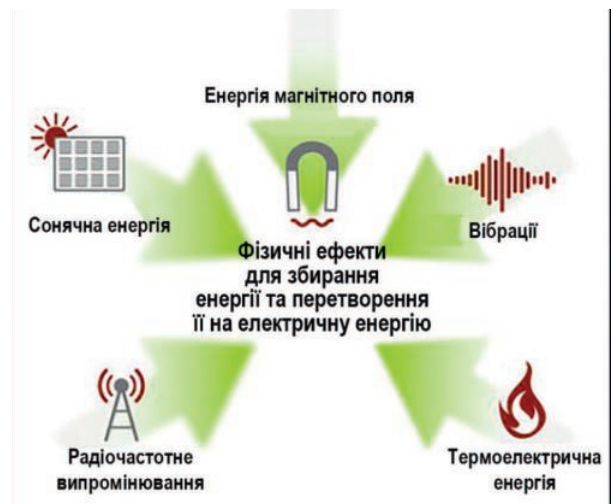 Енергія магнітного поля
Сонячна енергія
Вібрації
Фізичні ефекти
для збирання
енергії та перетворення
її на електричну енергію
Радіочастотне
випромінювання
Термоелектрична
енергія